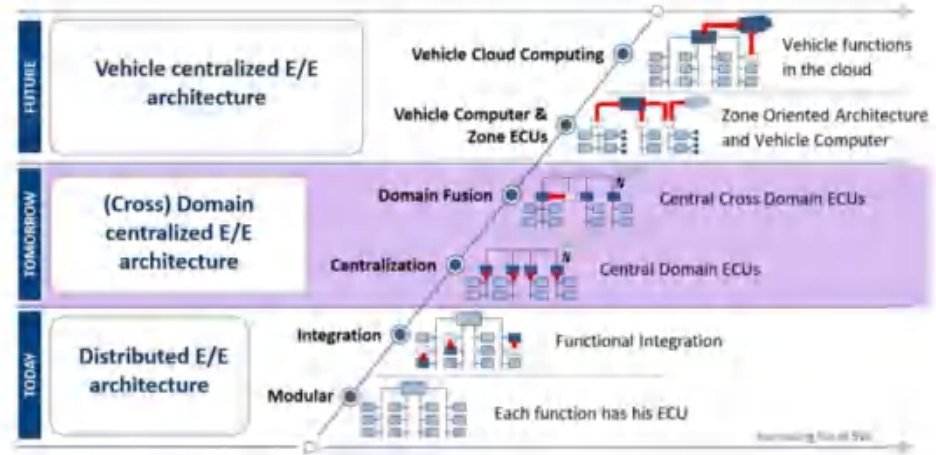 FUTURE
Vehicle centralized E/E
architecture
Vehicle Cloud Computing
Vehicle functions
in the cloud
Vehicle Computer &
Zone ECUs
Zone Oriented Architecture
and Vehicle Computer
TOMORROW
(Cross) Domain
centralized E/E
architecture
Domain Fusion
N
Central Cross Domain ECUs
Centralization
N
Central Domain ECUs
TODAY
Distributed E/E
architecture
Integration
Functional Integration
Modular
Each function has his ECU